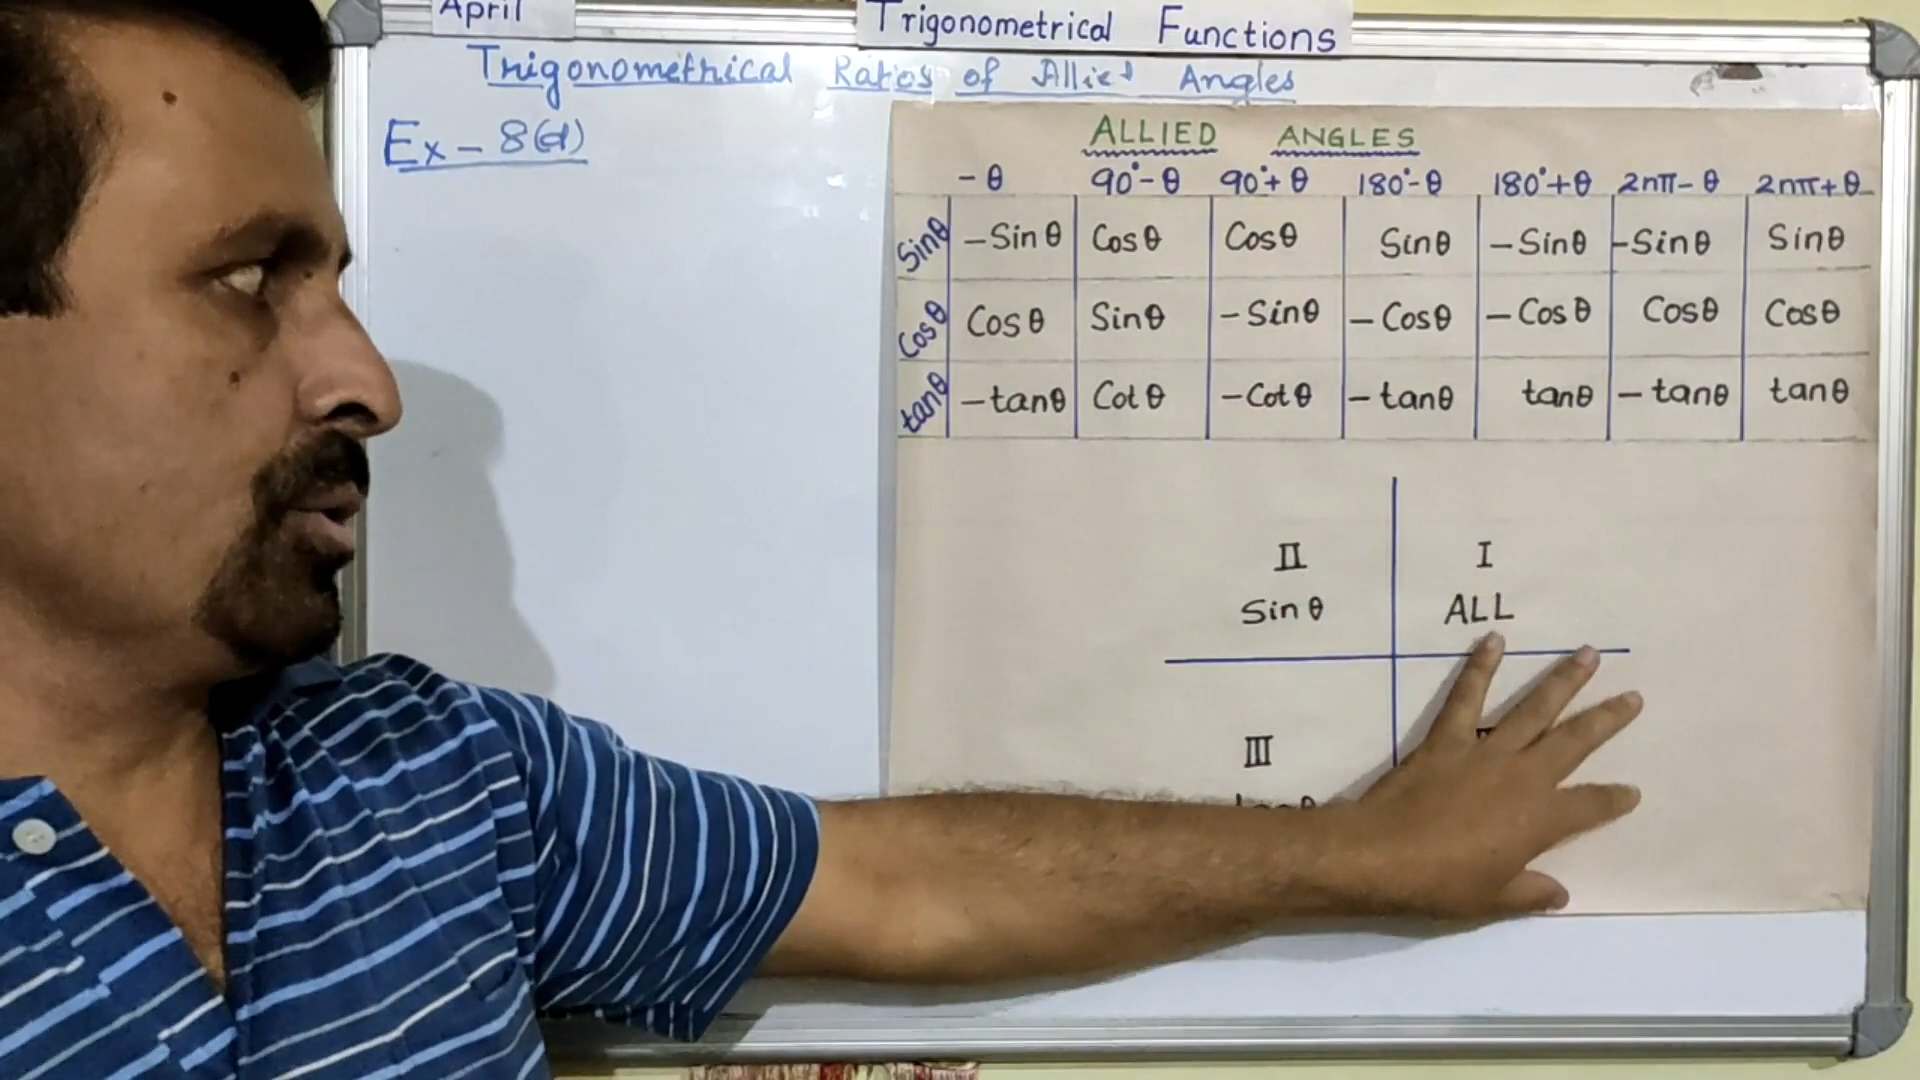 April
Trigonometrical Functions
Trigonometrical Ratios of Allied Angles
Ex - 8(d)
ALLIED ANGLES
-θ 90°-θ 90°+θ 180°-θ 180°+θ 2nπ-θ 2nπ+θ
Sinθ -Sinθ Cosθ Cosθ Sinθ -Sinθ -Sinθ Sinθ
Cosθ Cosθ Sinθ -Sinθ -Cosθ -Cosθ Cosθ Cosθ
tanθ -tanθ Cotθ -Cotθ -tanθ tanθ -tanθ tanθ
II I
Sinθ ALL
III